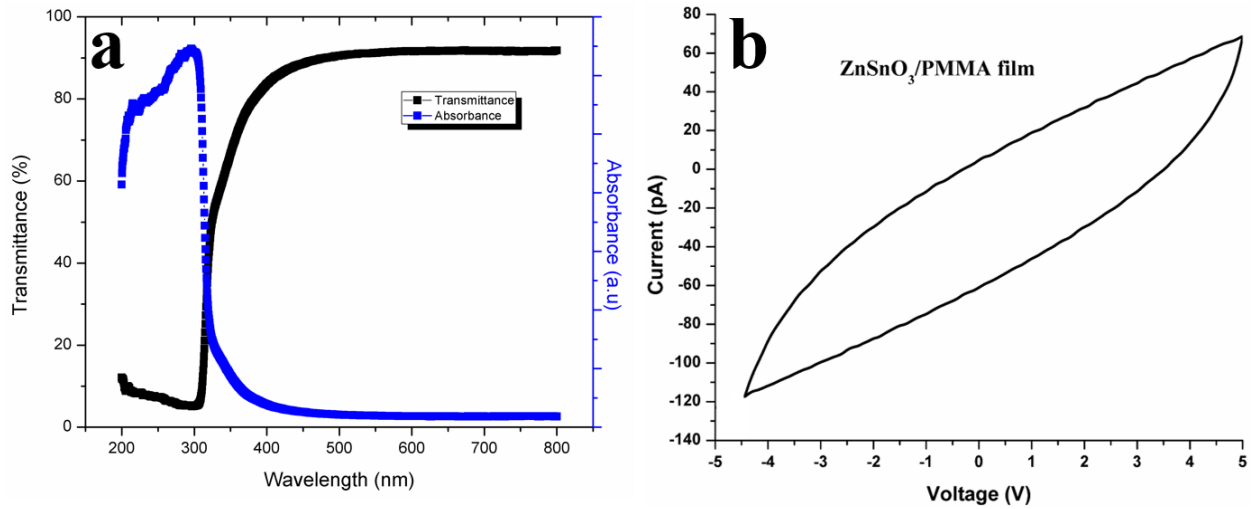 a
Transmittance (%)
100
80
60
40
20
0
Transmittance
Absorbance
Absorbance (a.u)
200 300 400 500 600 700 800
Wavelength (nm)
b
ZnSnO₃/PMMA film
Current (pA)
80
60
40
20
0
-20
-40
-60
-80
-100
-120
-140
-5 -4 -3 -2 -1 0 1 2 3 4 5
Voltage (V)